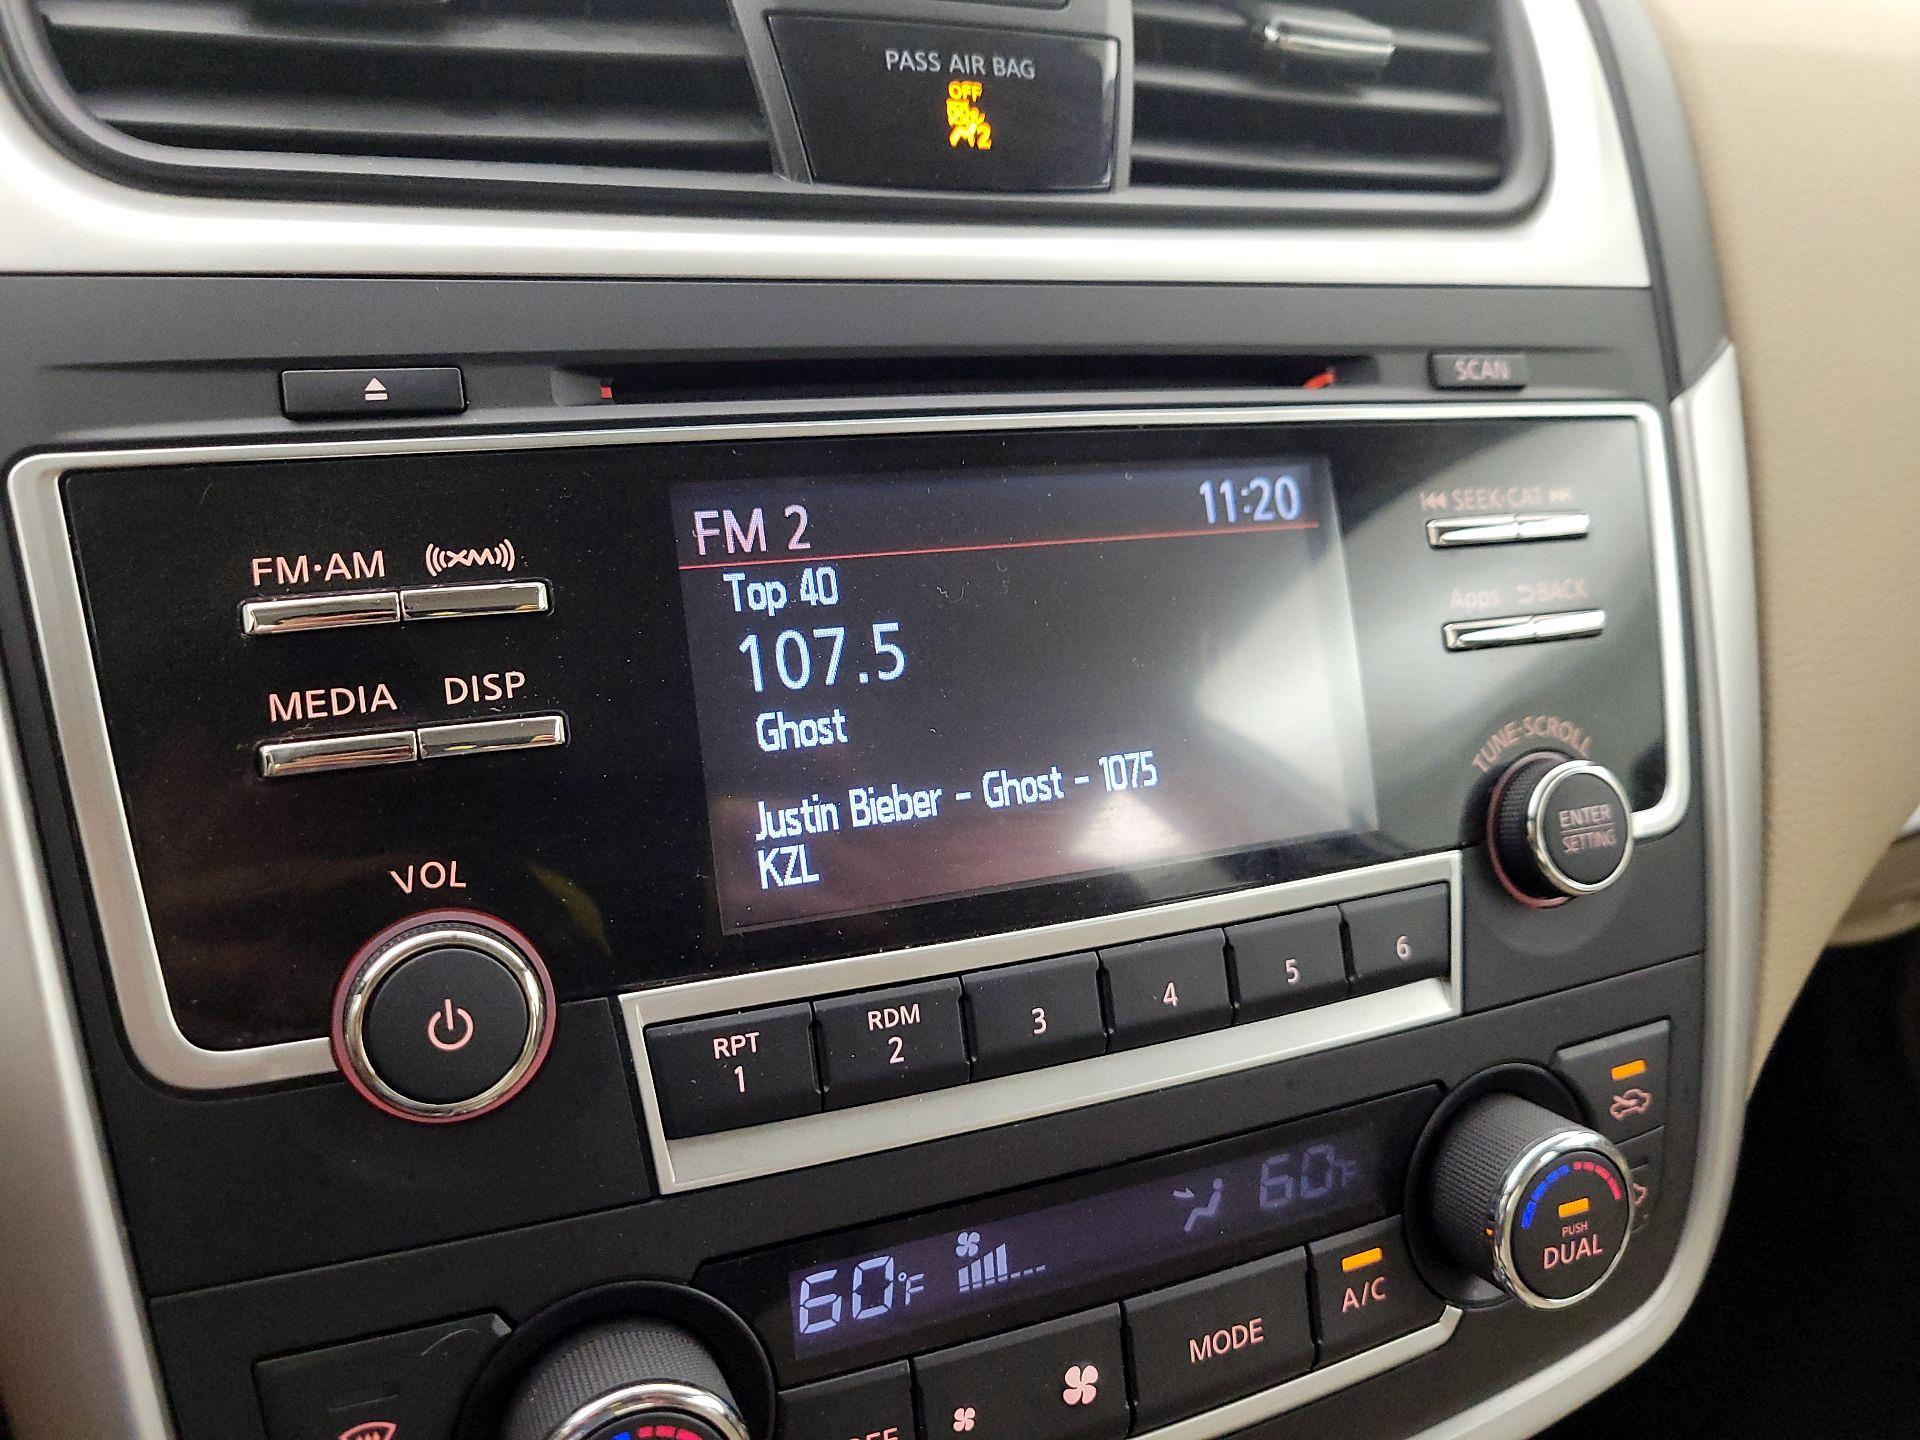 PASS AIR BAG
OFF
2
SCAN
FM 2
11:20
SEEK·CAT
FM·AM
XM
Top 40
107.5
Apps
BACK
MEDIA
DISP
Ghost
TUNE·SCROLL
Justin Bieber - Ghost - 1075
KZL
ENTER
SETTING
VOL
RPT
1
RDM
2
3
4
5
6
60°F
60°F
PUSH
DUAL
A/C
MODE